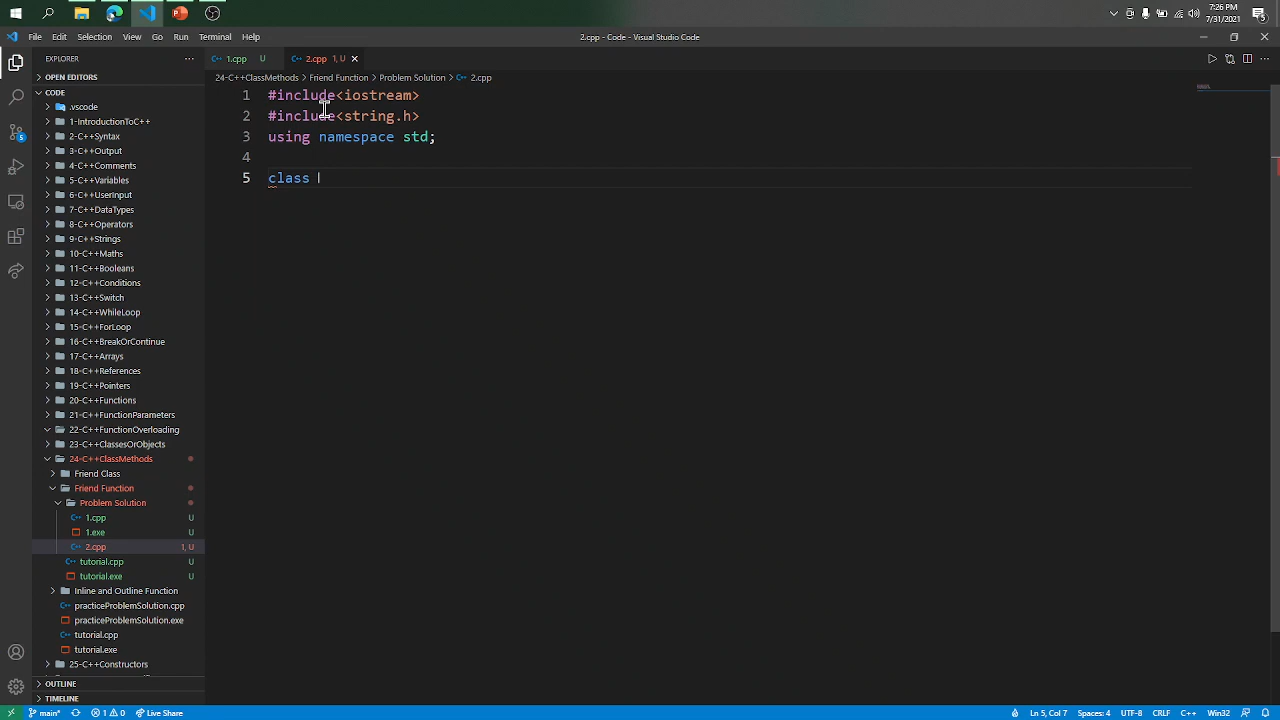 7:26 PM
7/31/2021
File Edit Selection View Go Run Terminal Help
2.cpp - Code - Visual Studio Code
EXPLORER
1.cpp U
2.cpp 1, U
OPEN EDITORS
24-C++ClassMethods > Friend Function > Problem Solution > 2.cpp
CODE
.vscode
1-IntroductionToC++
2-C++Syntax
3-C++Output
4-C++Comments
5-C++Variables
6-C++UserInput
7-C++DataTypes
8-C++Operators
9-C++Strings
10-C++Maths
11-C++Booleans
12-C++Conditions
13-C++Switch
14-C++WhileLoop
15-C++ForLoop
16-C++BreakOrContinue
17-C++Arrays
18-C++References
19-C++Pointers
20-C++Functions
21-C++FunctionParameters
22-C++FunctionOverloading
23-C++ClassesOrObjects
24-C++ClassMethods
Friend Class
Friend Function
Problem Solution
1.cpp U
1.exe U
2.cpp 1, U
tutorial.cpp U
tutorial.exe U
Inline and Outline Function
practiceProblemSolution.cpp
practiceProblemSolution.exe
tutorial.cpp
tutorial.exe
25-C++Constructors
OUTLINE
TIMELINE
1 #include<iostream>
2 #include<string.h>
3 using namespace std;
4
5 class
main* 1 0 Live Share
Ln 5, Col 7 Spaces: 4 UTF-8 CRLF C++ Win32